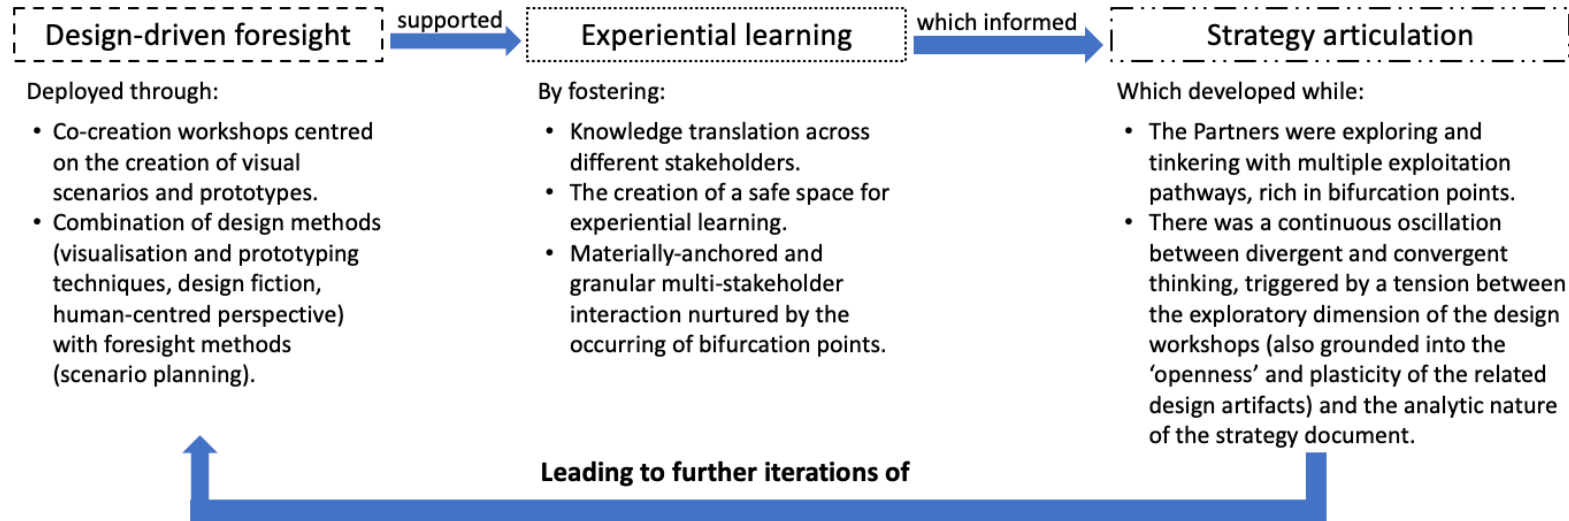 Design-driven foresight
supported
Experiential learning
which informed
Strategy articulation
Deployed through:
• Co-creation workshops centred
on the creation of visual
scenarios and prototypes.
• Combination of design methods
(visualisation and prototyping
techniques, design fiction,
human-centred perspective)
with foresight methods
(scenario planning).
By fostering:
• Knowledge translation across
different stakeholders.
• The creation of a safe space for
experiential learning.
• Materially-anchored and
granular multi-stakeholder
interaction nurtured by the
occurring of bifurcation points.
Which developed while:
• The Partners were exploring and
tinkering with multiple exploitation
pathways, rich in bifurcation points.
• There was a continuous oscillation
between divergent and convergent
thinking, triggered by a tension between
the exploratory dimension of the design
workshops (also grounded into the
‘openness’ and plasticity of the related
design artifacts) and the analytic nature
of the strategy document.
Leading to further iterations of